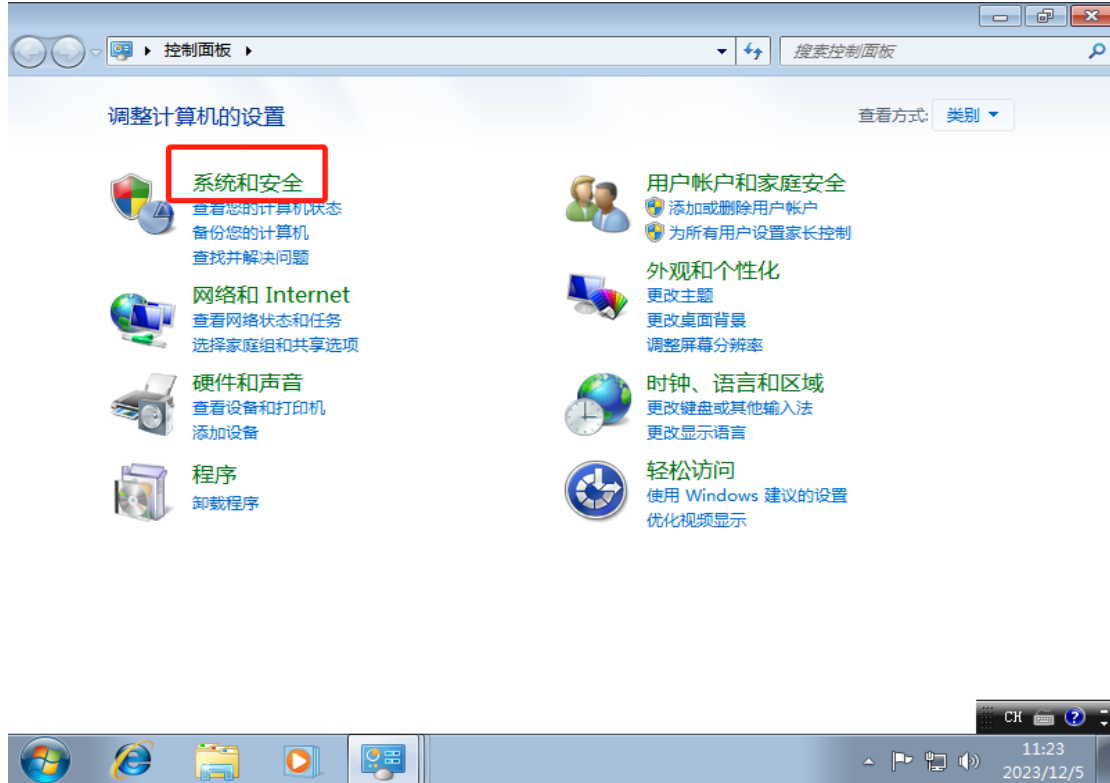 控制面板
搜索控制面板
调整计算机的设置
查看方式: 类别
系统和安全
查看您的计算机状态
备份您的计算机
查找并解决问题
网络和 Internet
查看网络状态和任务
选择家庭组和共享选项
硬件和声音
查看设备和打印机
添加设备
程序
卸载程序
用户帐户和家庭安全
添加或删除用户帐户
为所有用户设置家长控制
外观和个性化
更改主题
更改桌面背景
调整屏幕分辨率
时钟、语言和区域
更改键盘或其他输入法
更改显示语言
轻松访问
使用 Windows 建议的设置
优化视频显示
CH
11:23
2023/12/5